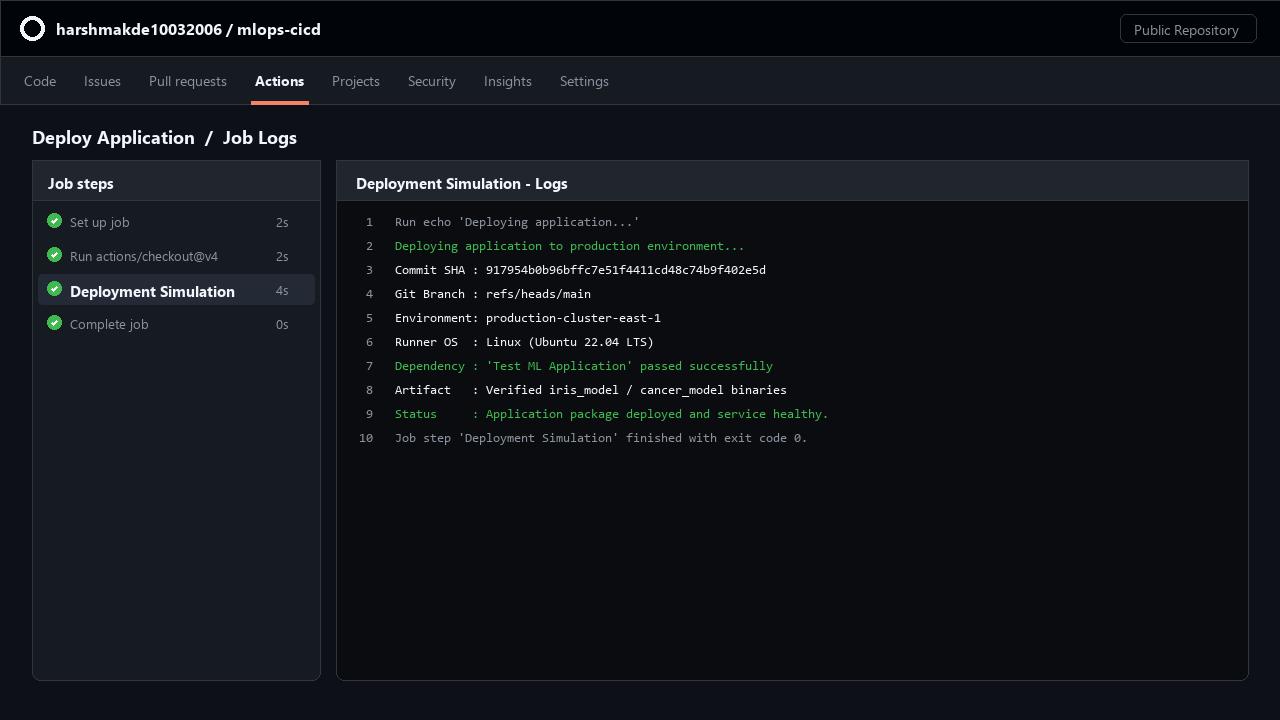 harshmakde10032006 / mlops-cicd
Public Repository
Code Issues Pull requests Actions Projects Security Insights Settings
Deploy Application / Job Logs
Job steps
Set up job 2s
Run actions/checkout@v4 2s
Deployment Simulation 4s
Complete job 0s
Deployment Simulation - Logs
1 Run echo 'Deploying application...'
2 Deploying application to production environment...
3 Commit SHA : 917954b0b96bffc7e51f4411cd48c74b9f402e5d
4 Git Branch : refs/heads/main
5 Environment: production-cluster-east-1
6 Runner OS  : Linux (Ubuntu 22.04 LTS)
7 Dependency : 'Test ML Application' passed successfully
8 Artifact   : Verified iris_model / cancer_model binaries
9 Status     : Application package deployed and service healthy.
10 Job step 'Deployment Simulation' finished with exit code 0.